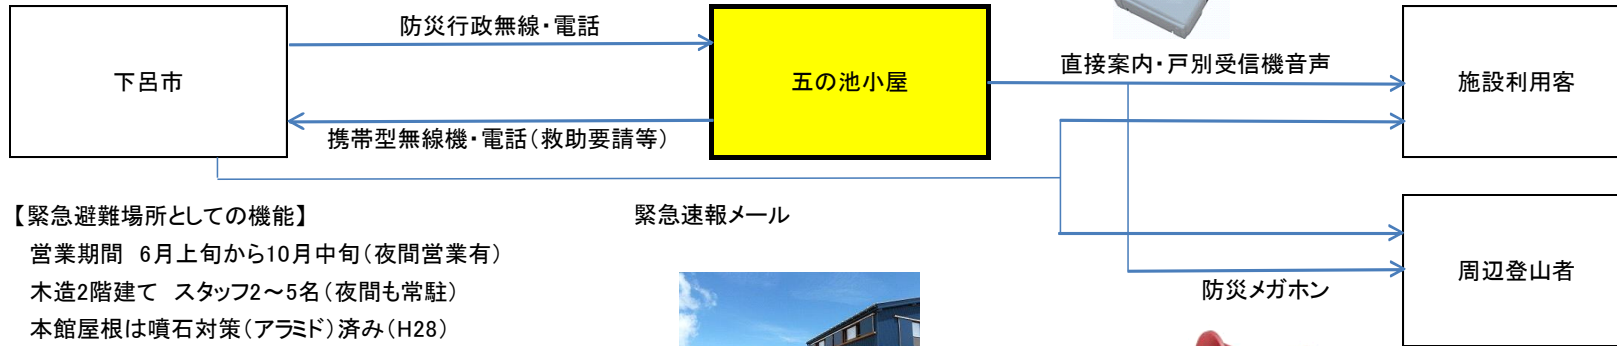 防災行政無線・電話
直接案内・戸別受信機音声
下呂市
五の池小屋
施設利用客
携帯型無線機・電話(救助要請等)
【緊急避難場所としての機能】
緊急速報メール
営業期間 6月上旬から10月中旬(夜間営業有)
周辺登山者
木造2階建て スタッフ2~5名(夜間も常駐)
防災メガホン
本館屋根は噴石対策(アラミド)済み(H28)